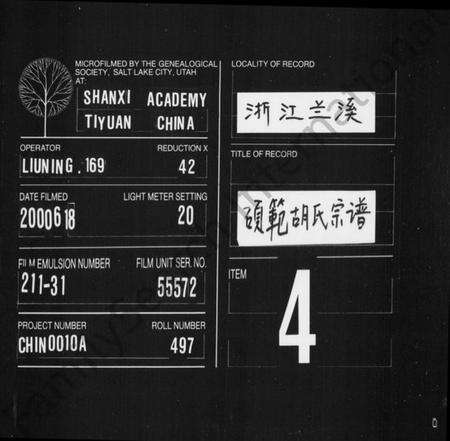 MICROFILMED BY THE GENEALOGICAL
SOCIETY, SALT LAKE CITY, UTAH
AT:
SHANXI ACADEMY
TIYUAN CHINA
OPERATOR REDUCTION X
LIUNING.169 42
DATE FILMED LIGHT METER SETTING
2000618 20
FILM EMULSION NUMBER FILM UNIT SER. NO.
211-31 55572
PROJECT NUMBER ROLL NUMBER
CHIN0010A 497
LOCALITY OF RECORD
浙江兰溪
TITLE OF RECORD
範胡氏宗谱
ITEM
4